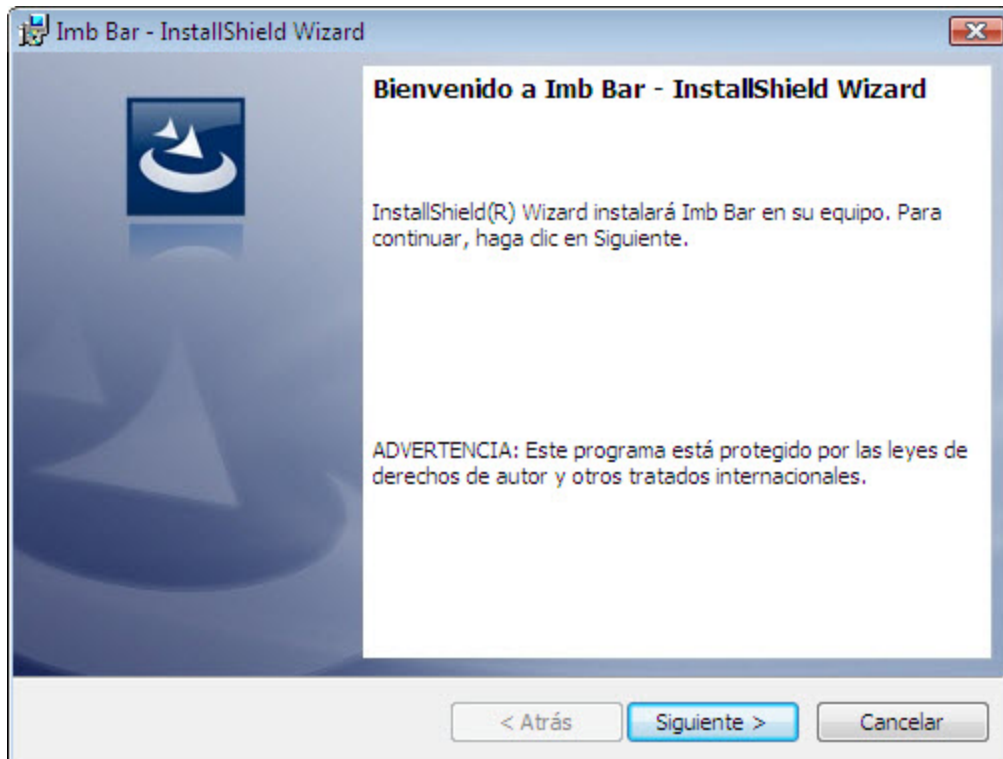 Imb Bar - InstallShield Wizard
Bienvenido a Imb Bar - InstallShield Wizard
InstallShield(R) Wizard instalará Imb Bar en su equipo. Para
continuar, haga clic en Siguiente.
ADVERTENCIA: Este programa está protegido por las leyes de
derechos de autor y otros tratados internacionales.
< Atrás
Siguiente >
Cancelar